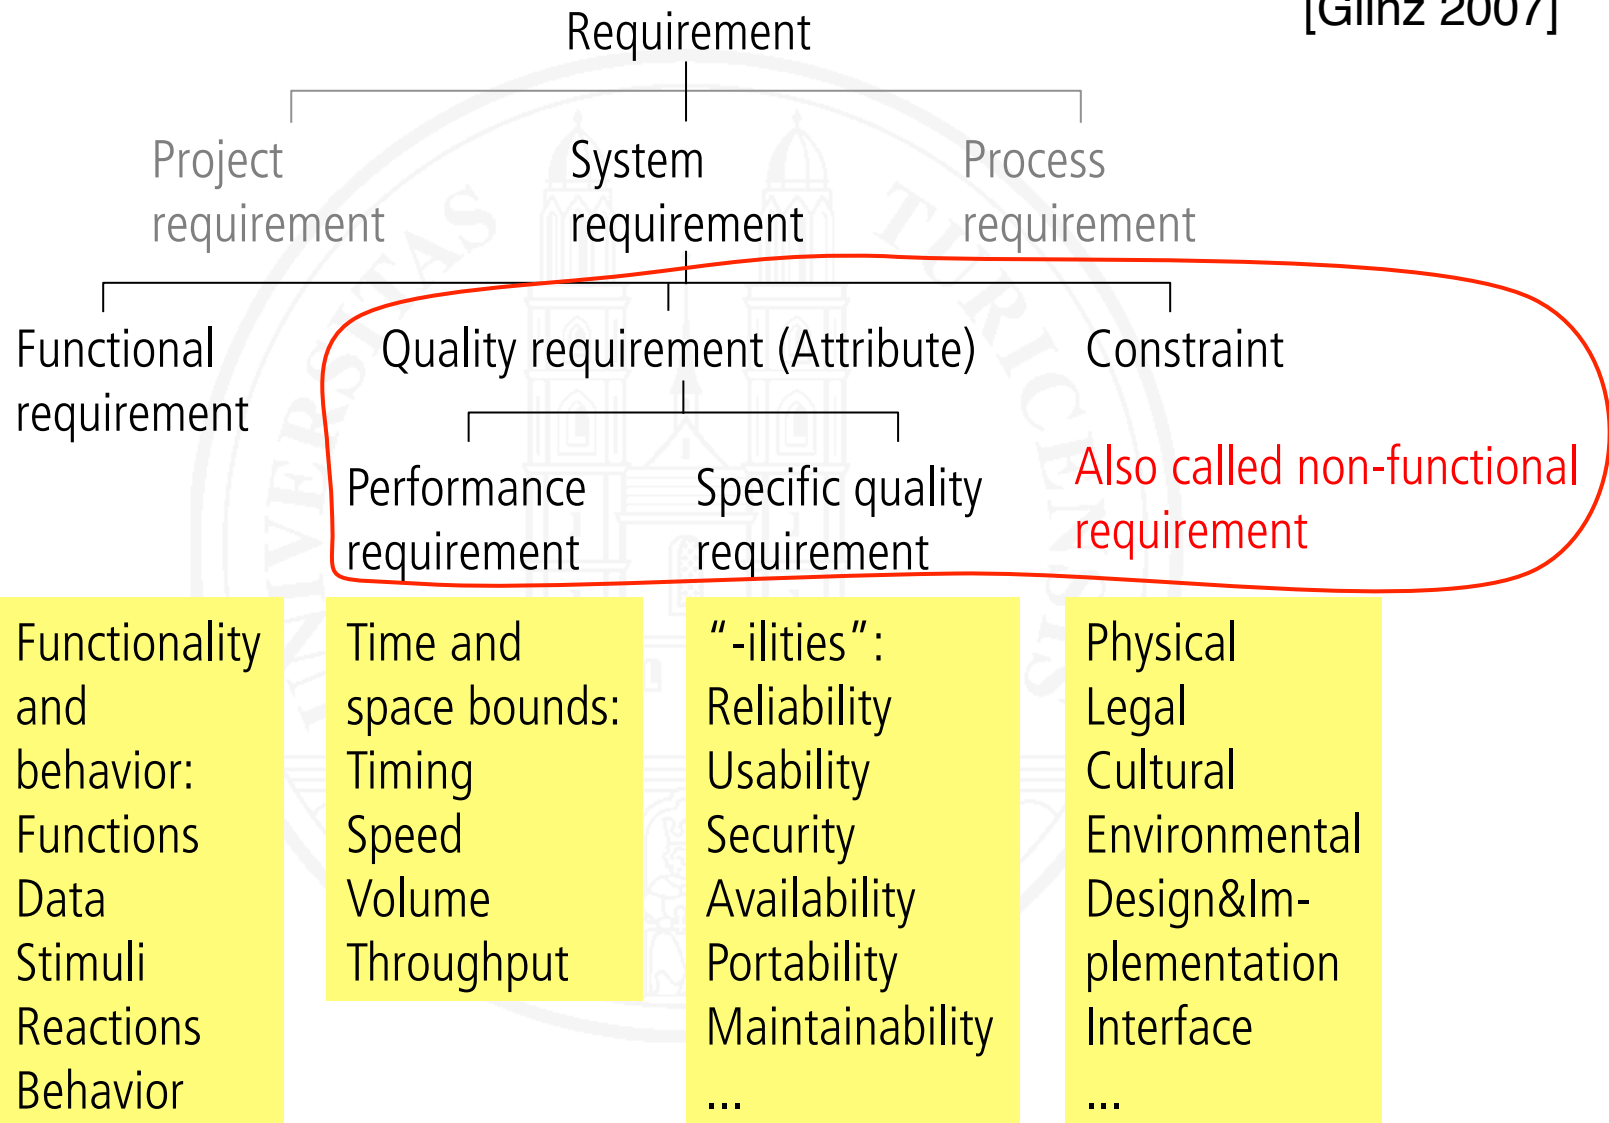 [Glinz 2007]
Requirement
Project
requirement
System
requirement
Process
requirement
Functional
requirement
Quality requirement (Attribute)
Constraint
Performance
requirement
Specific quality
requirement
Also called non-functional
requirement
Functionality
and
behavior:
Functions
Data
Stimuli
Reactions
Behavior
Time and
space bounds:
Timing
Speed
Volume
Throughput
“-ilities”:
Reliability
Usability
Security
Availability
Portability
Maintainability
...
Physical
Legal
Cultural
Environmental
Design&Im-
plementation
Interface
...
UNIVERSITAS
TURICENSIS